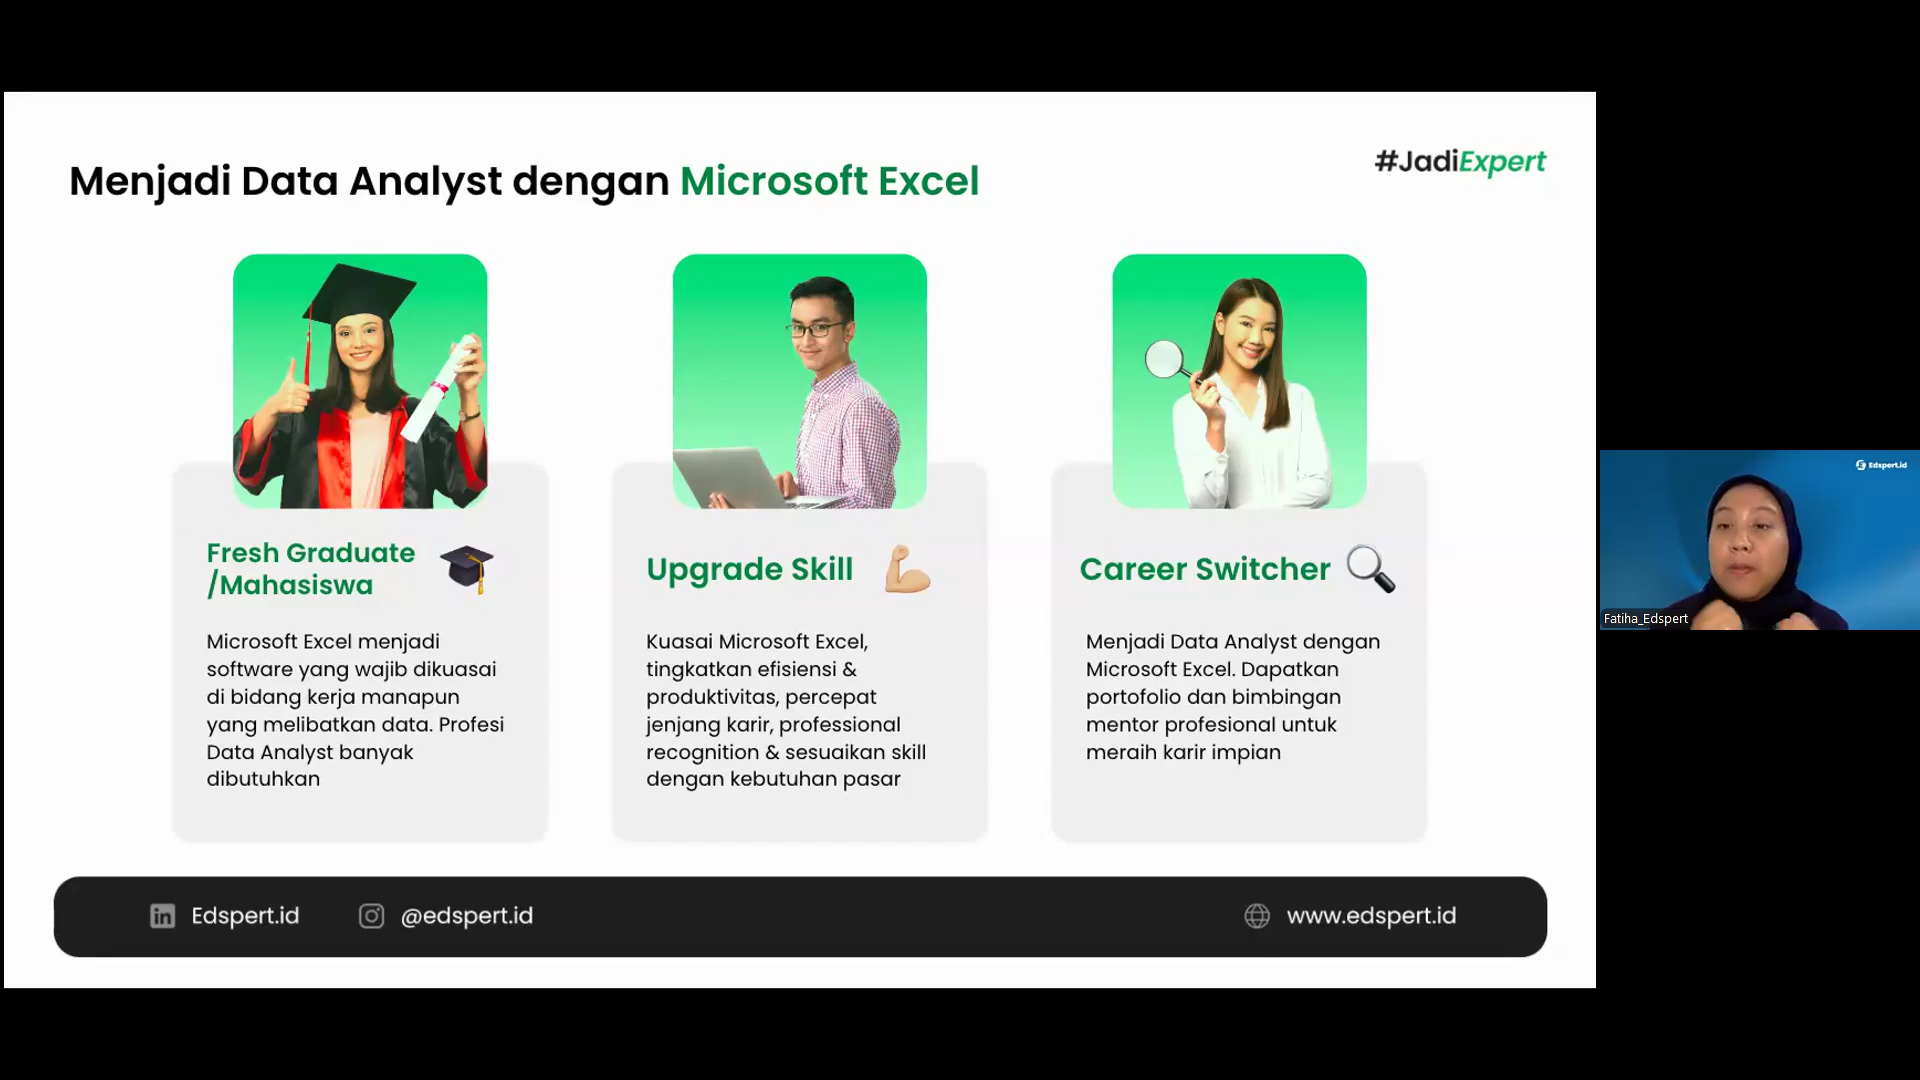 Menjadi Data Analyst dengan Microsoft Excel
#JadiExpert
Fresh Graduate
/Mahasiswa
Microsoft Excel menjadi
software yang wajib dikuasai
di bidang kerja manapun
yang melibatkan data. Profesi
Data Analyst banyak
dibutuhkan
Upgrade Skill
Kuasai Microsoft Excel,
tingkatkan efisiensi &
produktivitas, percepat
jenjang karir, professional
recognition & sesuaikan skill
dengan kebutuhan pasar
Career Switcher
Menjadi Data Analyst dengan
Microsoft Excel. Dapatkan
portofolio dan bimbingan
mentor profesional untuk
meraih karir impian
Edspert.id
@edspert.id
www.edspert.id
Edspert.id
Fatiha_Edspert